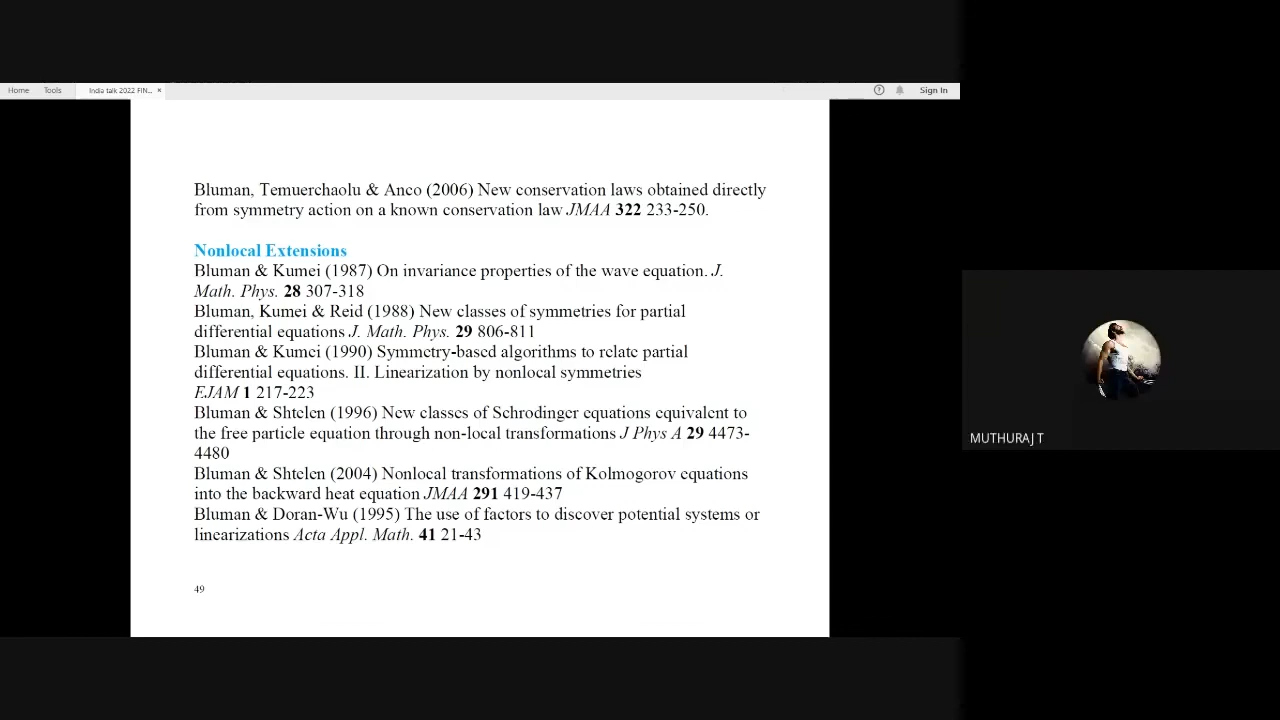 Home Tools India talk 2022 FIN... × ? Sign In
Bluman, Temuerchaolu & Anco (2006) New conservation laws obtained directly
from symmetry action on a known conservation law JMAA 322 233-250.
Nonlocal Extensions
Bluman & Kumei (1987) On invariance properties of the wave equation. J.
Math. Phys. 28 307-318
Bluman, Kumei & Reid (1988) New classes of symmetries for partial
differential equations J. Math. Phys. 29 806-811
Bluman & Kumei (1990) Symmetry-based algorithms to relate partial
differential equations. II. Linearization by nonlocal symmetries
EJAM 1 217-223
Bluman & Shtelen (1996) New classes of Schrodinger equations equivalent to
the free particle equation through non-local transformations J Phys A 29 4473-
4480
Bluman & Shtelen (2004) Nonlocal transformations of Kolmogorov equations
into the backward heat equation JMAA 291 419-437
Bluman & Doran-Wu (1995) The use of factors to discover potential systems or
linearizations Acta Appl. Math. 41 21-43
49
MUTHURAJ T